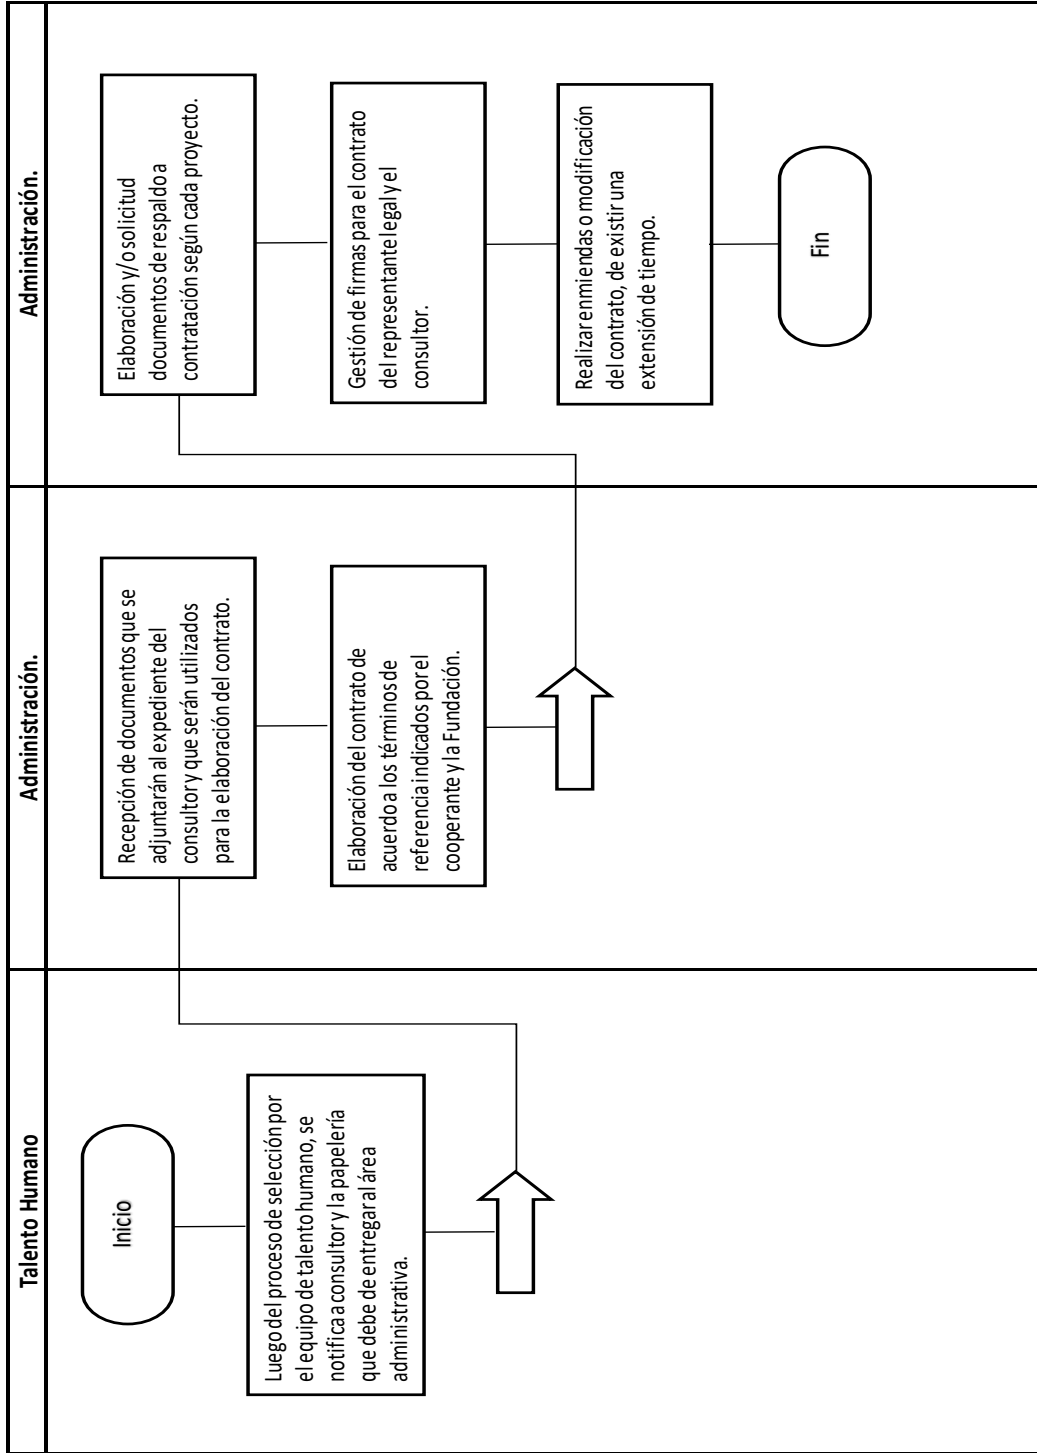 Talento Humano
Inicio
Luego del proceso de selección por
el equipo de talento humano, se
notifica a consultor y la papelería
que debe de entregar al área
administrativa.
Administración.
Recepción de documentos que se
adjuntarán al expediente del
consultor y que serán utilizados
para la elaboración del contrato.
Elaboración del contrato de
acuerdo a los términos de
referencia indicados por el
cooperante y la Fundación.
Administración.
Elaboración y/o solicitud
documentos de respaldo a
contratación según cada proyecto.
Gestión de firmas para el contrato
del representante legal y el
consultor.
Realizar enmiendas o modificación
del contrato, de existir una
extensión de tiempo.
Fin